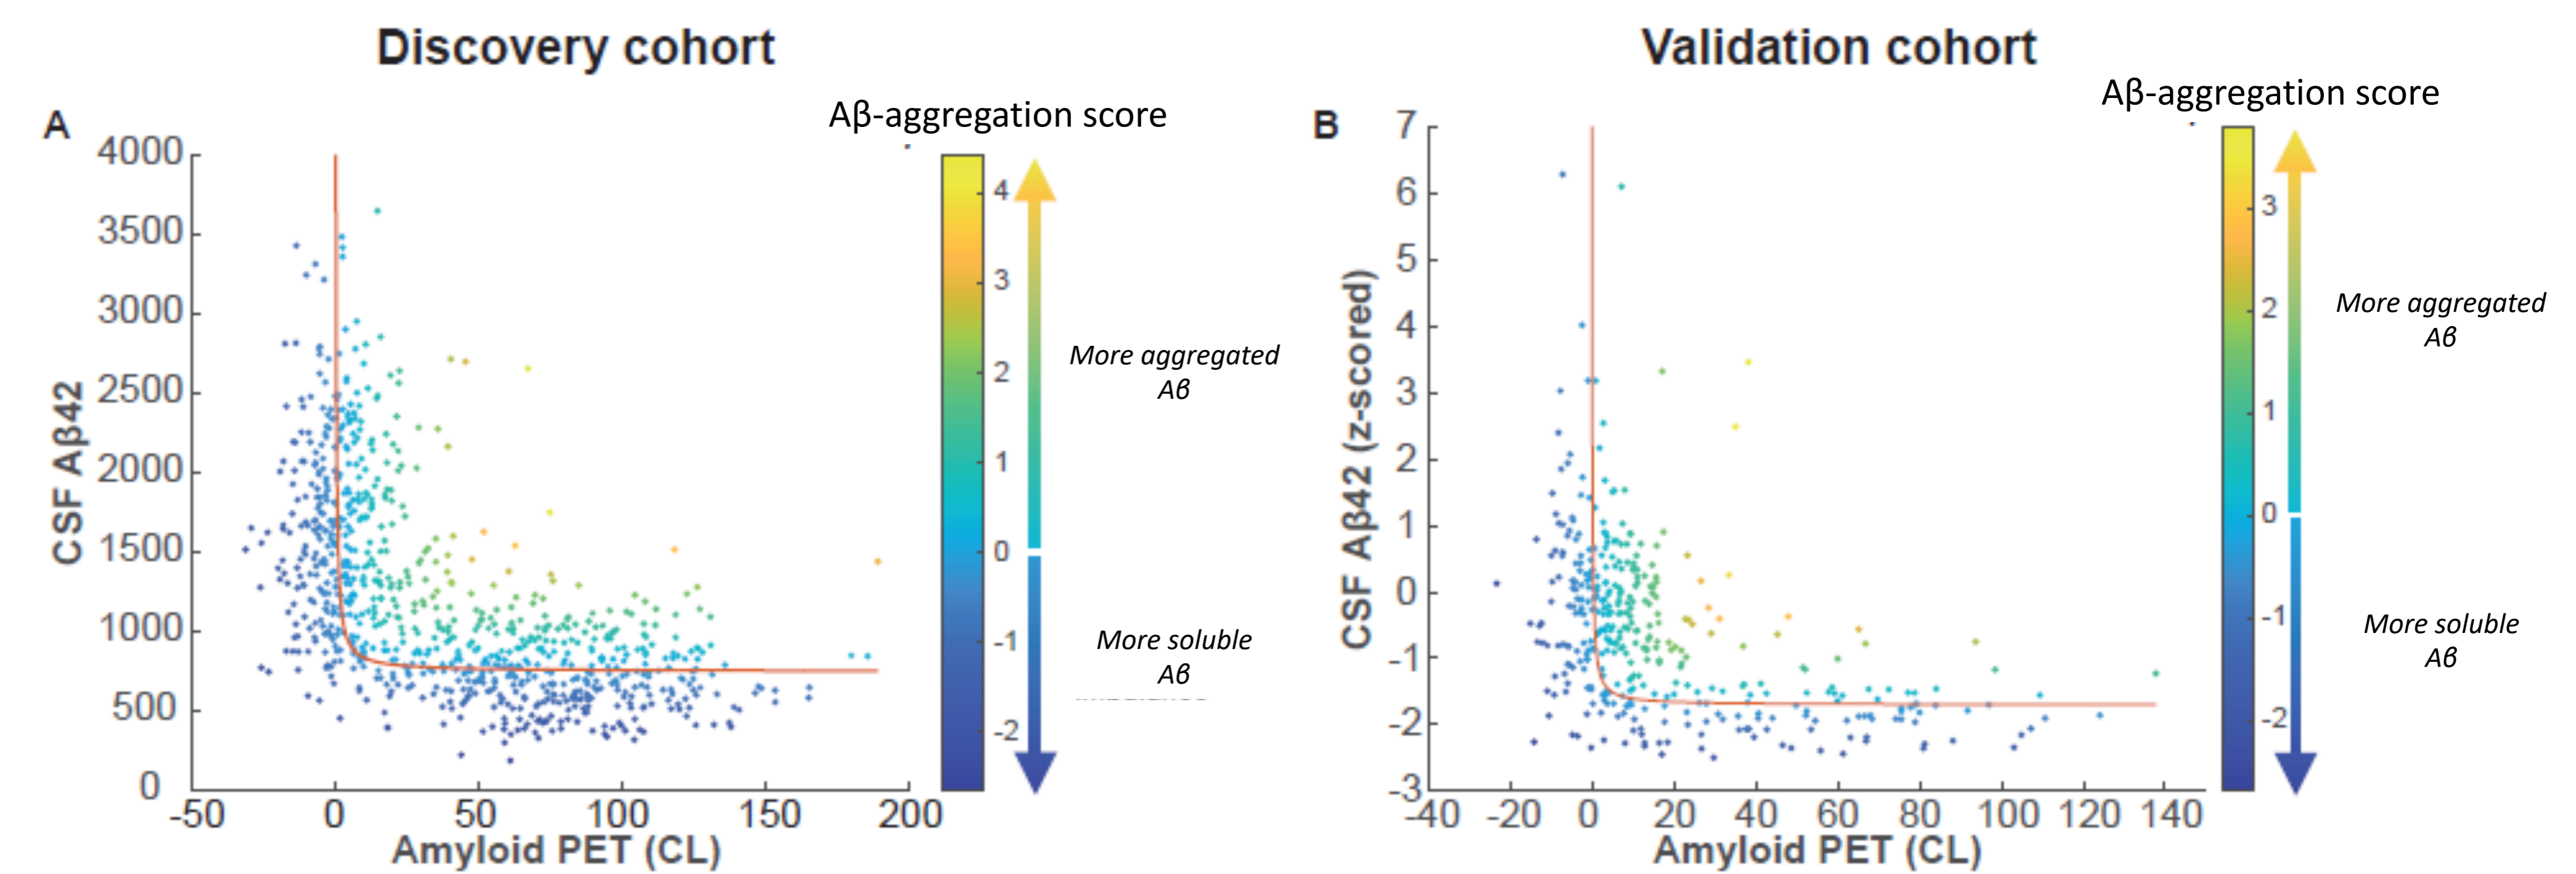 Discovery cohort
A
Aβ-aggregation score
4000
3500
3000
2500
2000
1500
1000
500
0
CSF Aβ42
-50 0 50 100 150 200
Amyloid PET (CL)
4
3
2
1
0
-1
-2
More aggregated
Aβ
More soluble
Aβ
Validation cohort
B
Aβ-aggregation score
7
6
5
4
3
2
1
0
-1
-2
-3
CSF Aβ42 (z-scored)
-40 -20 0 20 40 60 80 100 120 140
Amyloid PET (CL)
3
2
1
0
-1
-2
More aggregated
Aβ
More soluble
Aβ